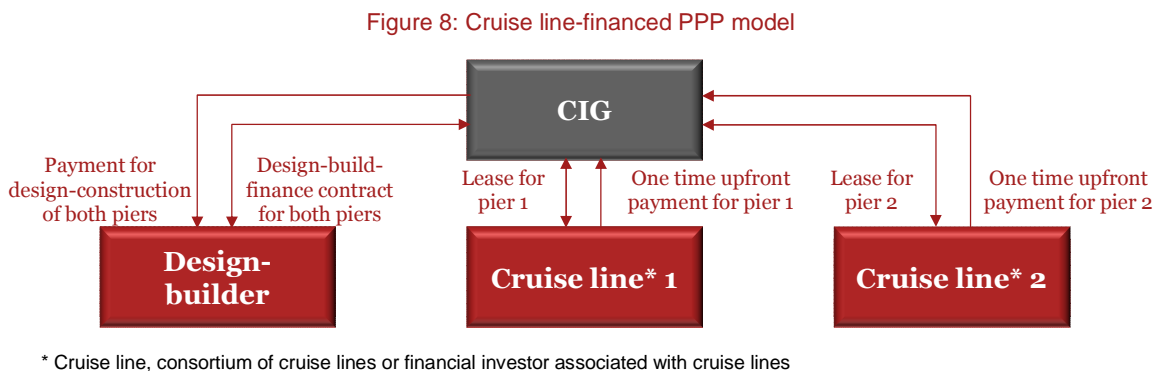 Figure 8: Cruise line-financed PPP model
CIG
Payment for
design-construction
of both piers
Design-build-
finance contract
for both piers
Lease for
pier 1
One time upfront
payment for pier 1
Lease for
pier 2
One time upfront
payment for pier 2
Design-
builder
Cruise line* 1
Cruise line* 2
* Cruise line, consortium of cruise lines or financial investor associated with cruise lines